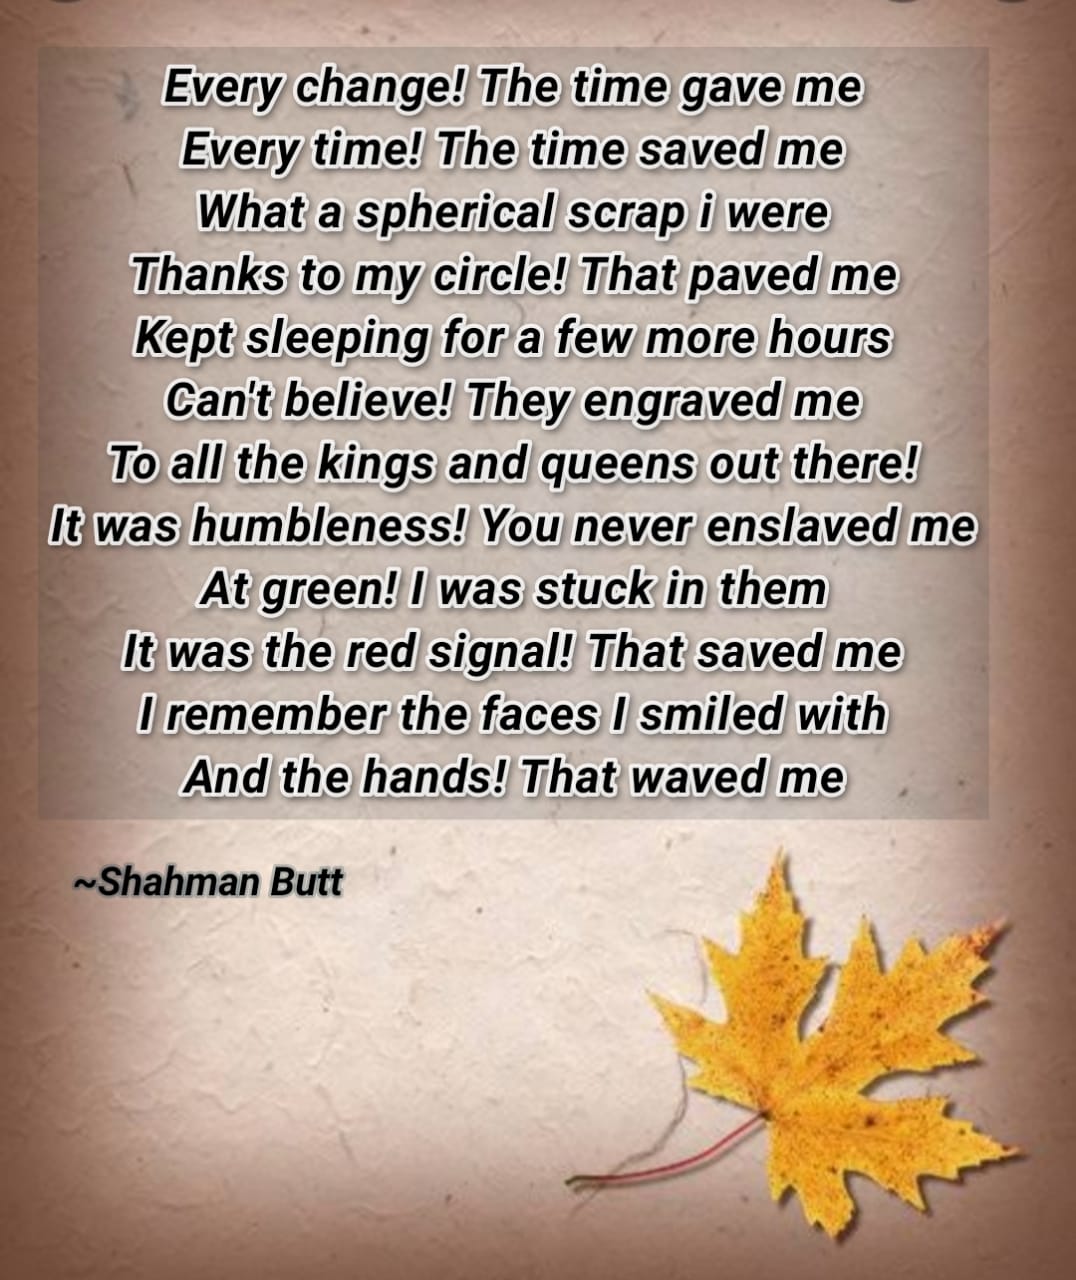 Every change! The time gave me
Every time! The time saved me
What a spherical scrap i were
Thanks to my circle! That paved me
Kept sleeping for a few more hours
Can't believe! They engraved me
To all the kings and queens out there!
It was humbleness! You never enslaved me
At green! I was stuck in them
It was the red signal! That saved me
I remember the faces I smiled with
And the hands! That waved me
~Shahman Butt